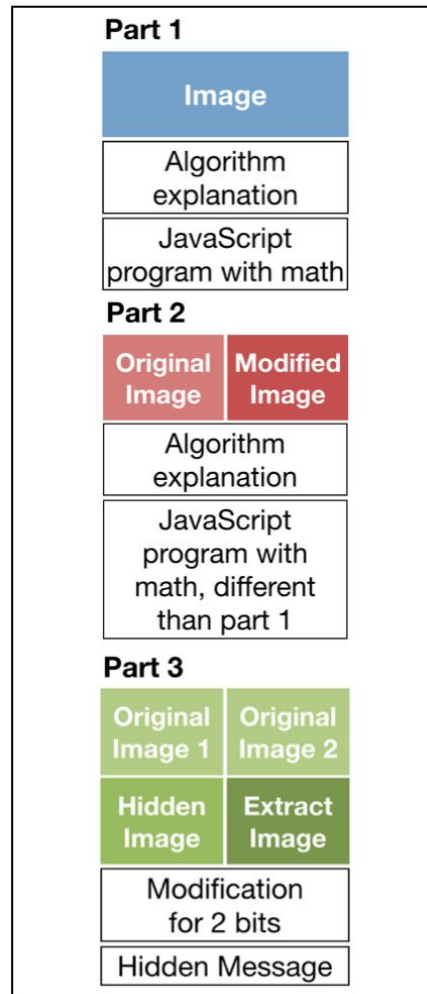 Part 1
Image
Algorithm
explanation
JavaScript
program with math
Part 2
Original
Image
Modified
Image
Algorithm
explanation
JavaScript
program with
math, different
than part 1
Part 3
Original
Image 1
Original
Image 2
Hidden
Image
Extract
Image
Modification
for 2 bits
Hidden Message